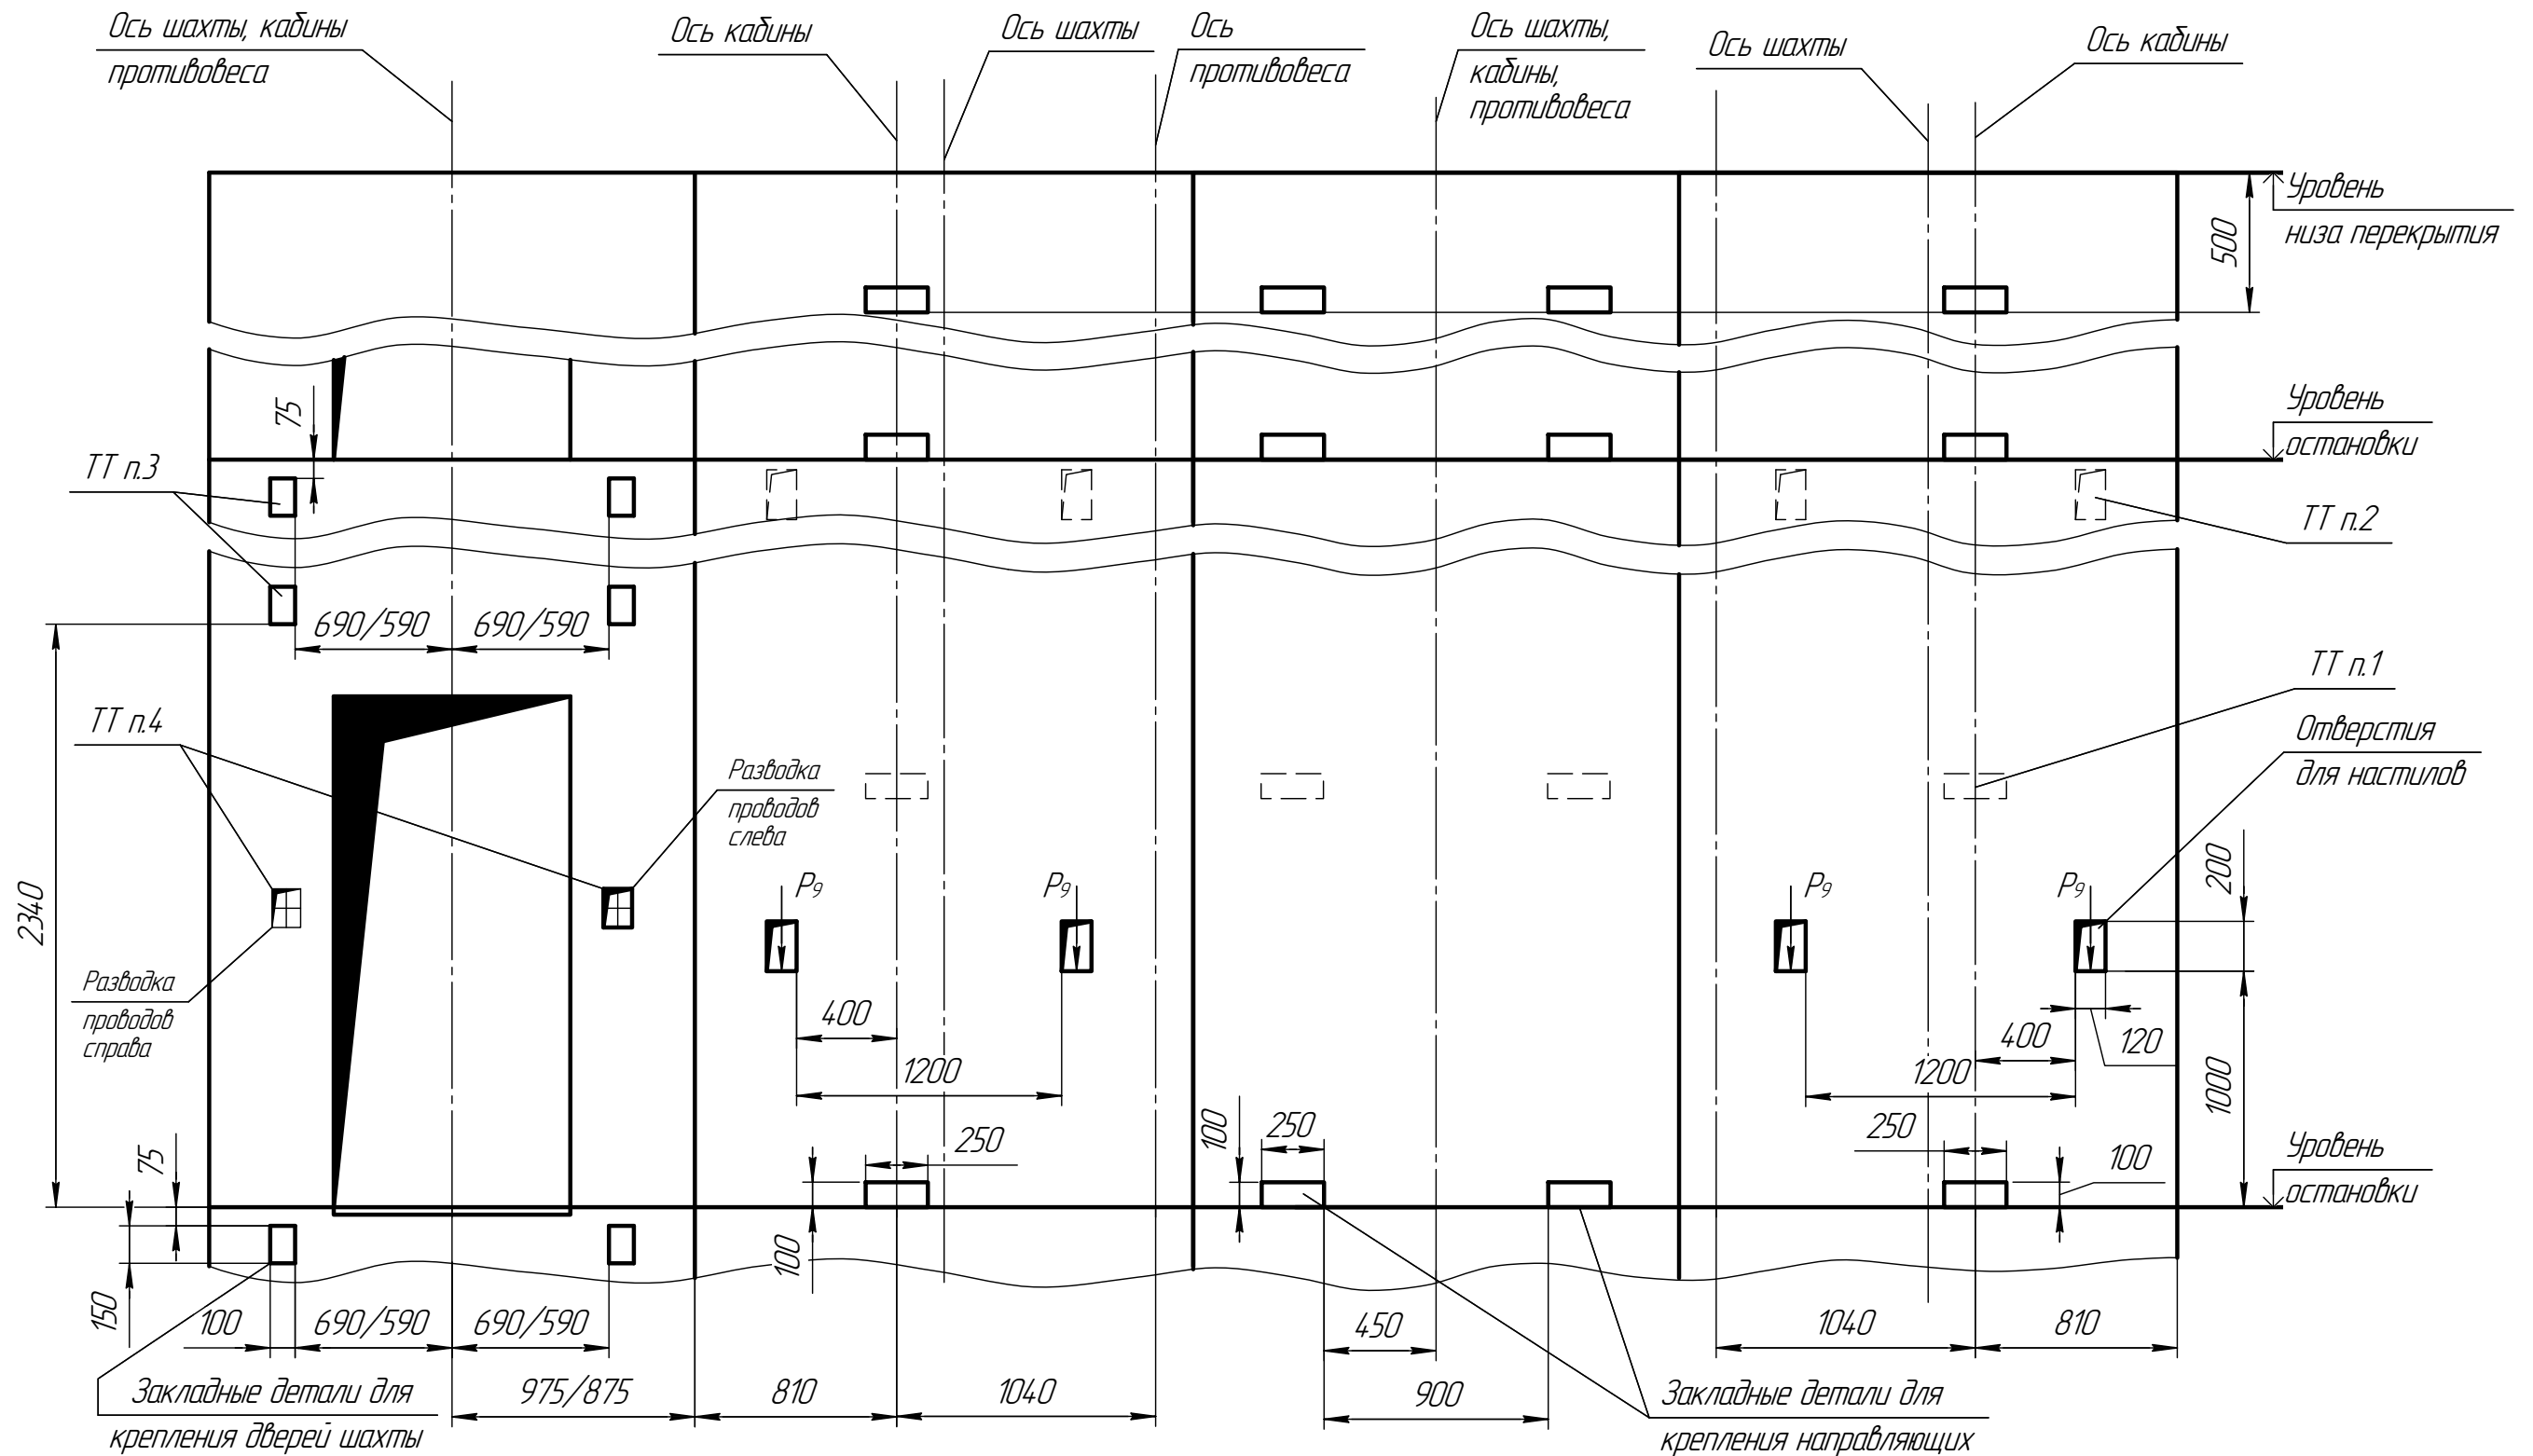 Ось шахты, кабины
противовеса
Ось кабины
Ось шахты
Ось
противовеса
Ось шахты,
кабины,
противовеса
Ось шахты
Ось кабины
Уровень
низа перекрытия
500
Уровень
остановки
75
ТТ п.3
ТТ п.2
690/590
690/590
ТТ п.1
ТТ п.4
Отверстия
для настилов
Разводка
проводов
слева
2340
P9
P9
P9
P9
200
Разводка
проводов
справа
400
400
120
1200
1200
1000
75
250
100
250
250
100
Уровень
остановки
100
150
100
690/590
690/590
450
1040
810
Закладные детали для
крепления дверей шахты
975/875
810
1040
900
Закладные детали для
крепления направляющих